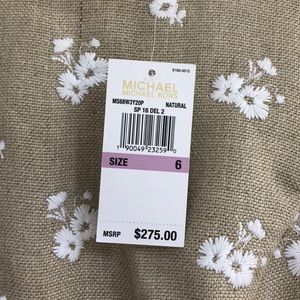 5160-0012
MICHAEL
MICHAEL KORS
MS68W3T20P NATURAL
SP 16 DEL 2
1 90049 23259 0
SIZE 6
MSRP $275.00